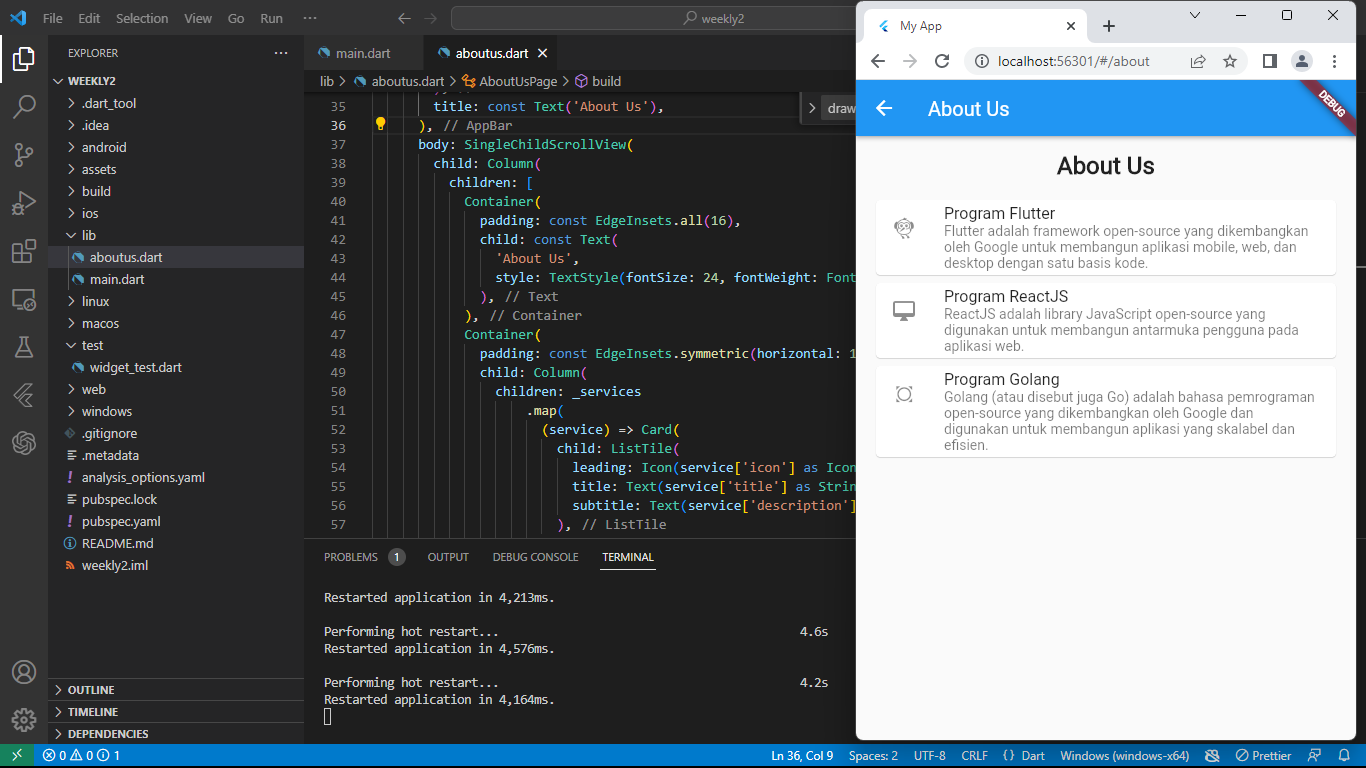 File Edit Selection View Go Run ···
weekly2
EXPLORER
WEEKLY2
.dart_tool
.idea
android
assets
build
ios
lib
aboutus.dart
main.dart
linux
macos
test
widget_test.dart
web
windows
.gitignore
.metadata
analysis_options.yaml
pubspec.lock
pubspec.yaml
README.md
weekly2.iml
OUTLINE
TIMELINE
DEPENDENCIES
main.dart aboutus.dart
lib > aboutus.dart > AboutUsPage > build
draw
35 title: const Text('About Us'),
36 ), // AppBar
37 body: SingleChildScrollView(
38 child: Column(
39 children: [
40 Container(
41 padding: const EdgeInsets.all(16),
42 child: const Text(
43 'About Us',
44 style: TextStyle(fontSize: 24, fontWeight: Font
45 ), // Text
46 ), // Container
47 Container(
48 padding: const EdgeInsets.symmetric(horizontal: 1
49 child: Column(
50 children: _services
51 .map(
52 (service) => Card(
53 child: ListTile(
54 leading: Icon(service['icon'] as Icon
55 title: Text(service['title'] as Strin
56 subtitle: Text(service['description']
57 ), // ListTile
PROBLEMS 1 OUTPUT DEBUG CONSOLE TERMINAL
Restarted application in 4,213ms.
Performing hot restart... 4.6s
Restarted application in 4,576ms.
Performing hot restart... 4.2s
Restarted application in 4,164ms.
0 0 1 Ln 36, Col 9 Spaces: 2 UTF-8 CRLF {} Dart Windows (windows-x64) Prettier
My App
localhost:56301/#/about
About Us
DEBUG
About Us
Program Flutter
Flutter adalah framework open-source yang dikembangkan
oleh Google untuk membangun aplikasi mobile, web, dan
desktop dengan satu basis kode.
Program ReactJS
ReactJS adalah library JavaScript open-source yang
digunakan untuk membangun antarmuka pengguna pada
aplikasi web.
Program Golang
Golang (atau disebut juga Go) adalah bahasa pemrograman
open-source yang dikembangkan oleh Google dan
digunakan untuk membangun aplikasi yang skalabel dan
efisien.